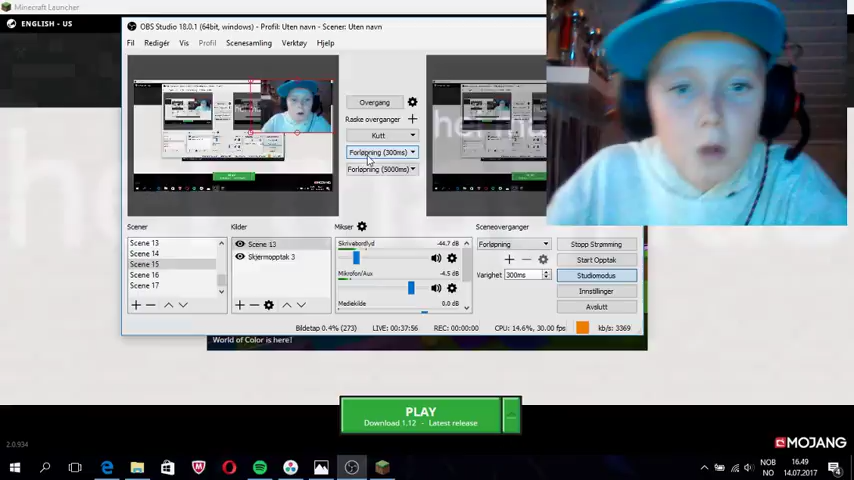 Minecraft Launcher
ENGLISH - US
OBS Studio 18.0.1 (64bit, windows) - Profil: Uten navn - Scener: Uten navn
Fil Redigér Vis Profil Scenesamling Verktøy Hjelp
Overgang
Raske overganger
Kutt
Forløpning (300ms)
Forløpning (5000ms)
Scener
Scene 13
Scene 14
Scene 15
Scene 16
Scene 17
Kilder
Scene 13
Skjermopptak 3
Mikser
Skrivabordlyd -44.7 dB
Mikrofon/Aux -4.5 dB
Mediekilde 0.0 dB
Sceneoverganger
Forløpning
Varighet 300ms
Stopp Strømming
Start Opptak
Studiomodus
Innstillinger
Avslutt
Bildetap 0.4% (273) LIVE: 00:37:56 REC: 00:00:00 CPU: 14.6%, 30.00 fps kb/s: 3369
World of Color is here!
PLAY
Download 1.12 - Latest release
2.0.934
MOJANG
NOB
NO
16.49
14.07.2017